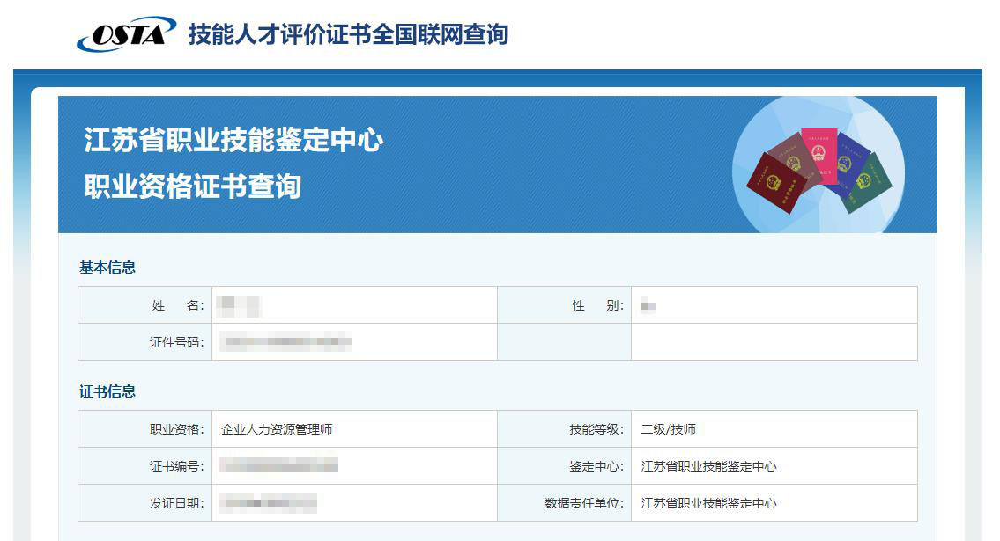 OSTA 技能人才评价证书全国联网查询
江苏省职业技能鉴定中心
职业资格证书查询
基本信息
姓 名：
性 别：
证件号码：
证书信息
职业资格： 企业人力资源管理师 技能等级： 二级/技师
证书编号： 鉴定中心： 江苏省职业技能鉴定中心
发证日期： 数据责任单位： 江苏省职业技能鉴定中心